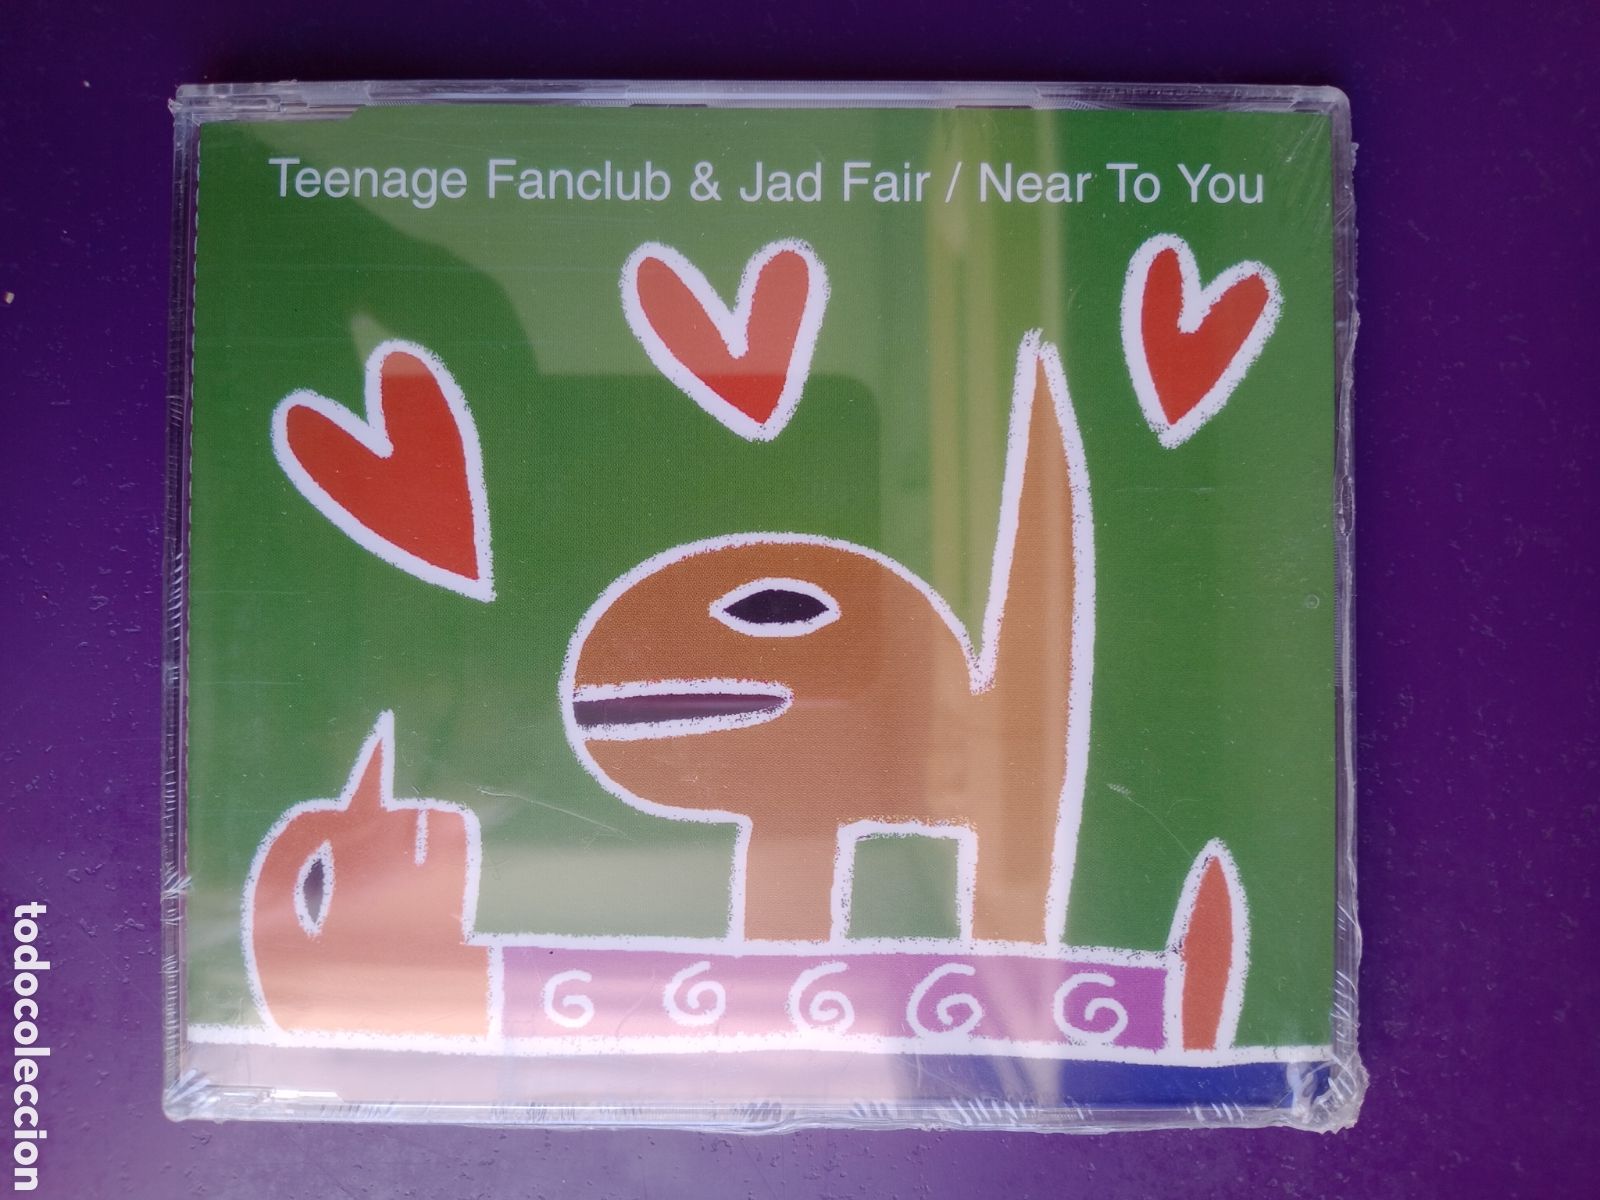 Teenage Fanclub & Jad Fair / Near To You
todocoleccion